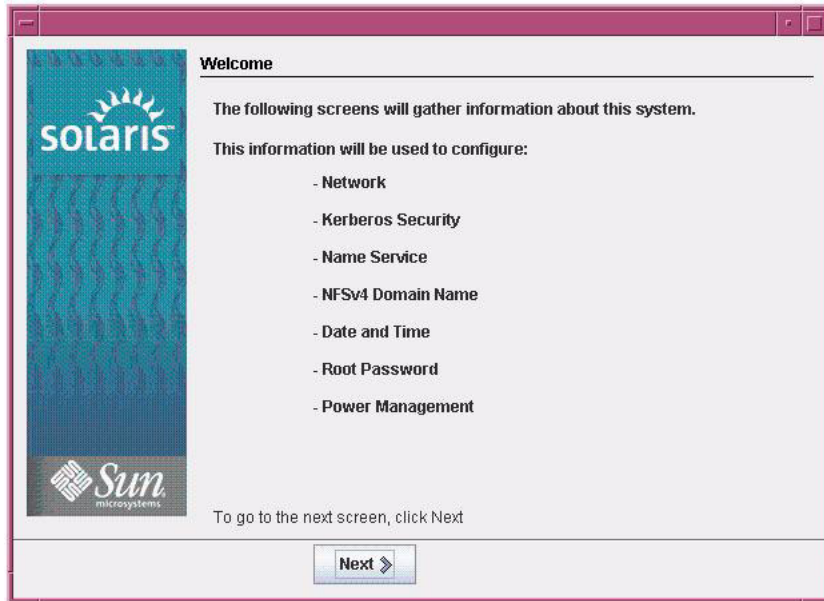 Welcome
solaris™
The following screens will gather information about this system.
This information will be used to configure:
- Network
- Kerberos Security
- Name Service
- NFSv4 Domain Name
- Date and Time
- Root Password
- Power Management
Sun
microsystems
To go to the next screen, click Next
Next